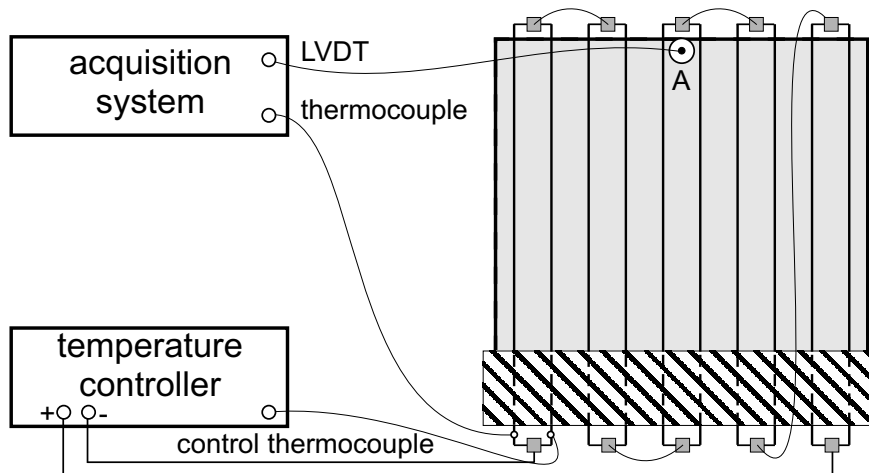 acquisition
system
LVDT
thermocouple
A
temperature
controller
+ -
control thermocouple